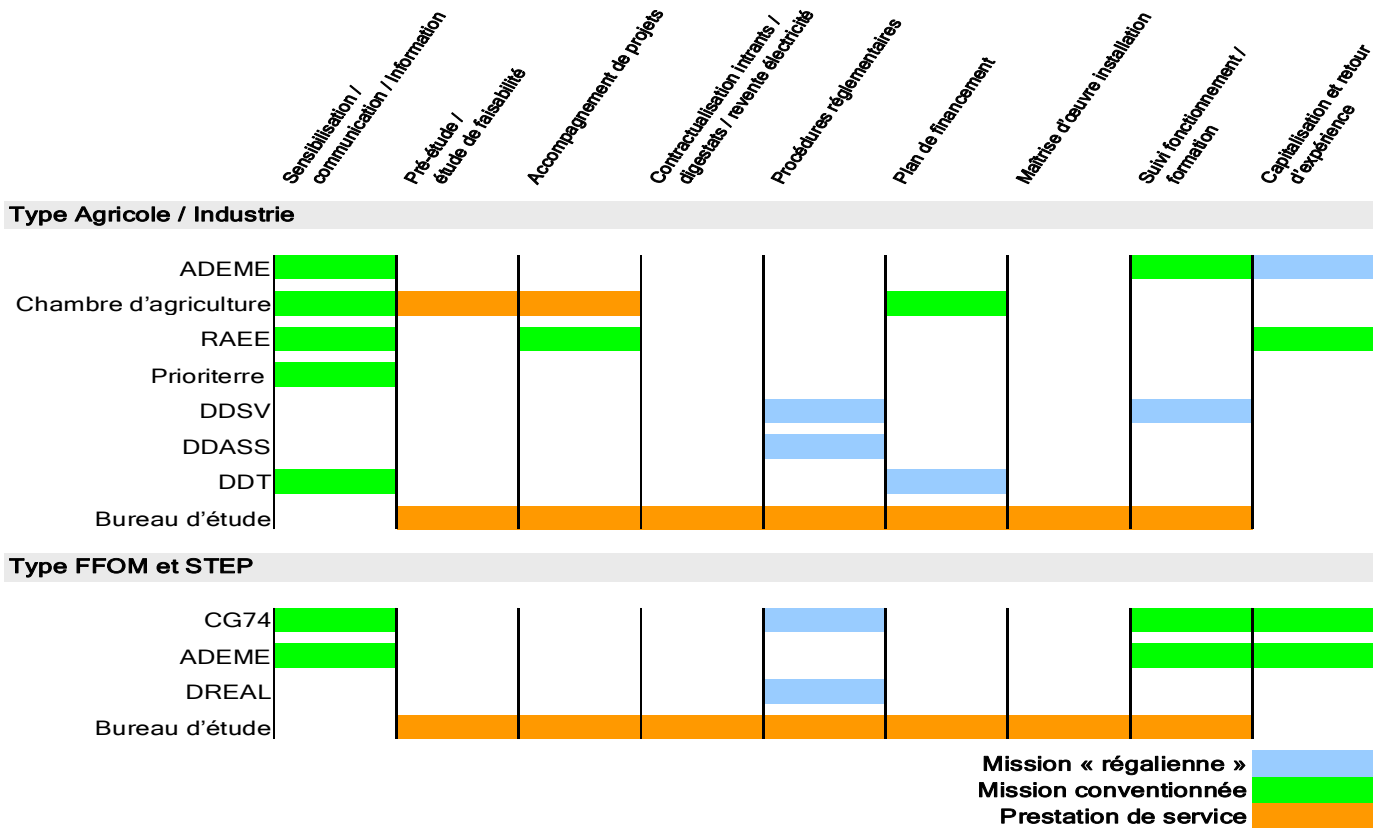 Sensibilisation /
communication / Information
Pré-étude /
étude de faisabilité
Accompagnement de projets
Contractualisation intrants /
digestats / revente électricité
Procédures réglementaires
Plan de financement
Maîtrise d'œuvre installation
Suivi fonctionnement /
formation
Capitalisation et retour
d'expérience
Type Agricole / Industrie
ADEME
Chambre d'agriculture
RAEE
Prioriterre
DDSV
DDASS
DDT
Bureau d'étude
Type FFOM et STEP
CG74
ADEME
DREAL
Bureau d'étude
Mission « régalienne »
Mission conventionnée
Prestation de service